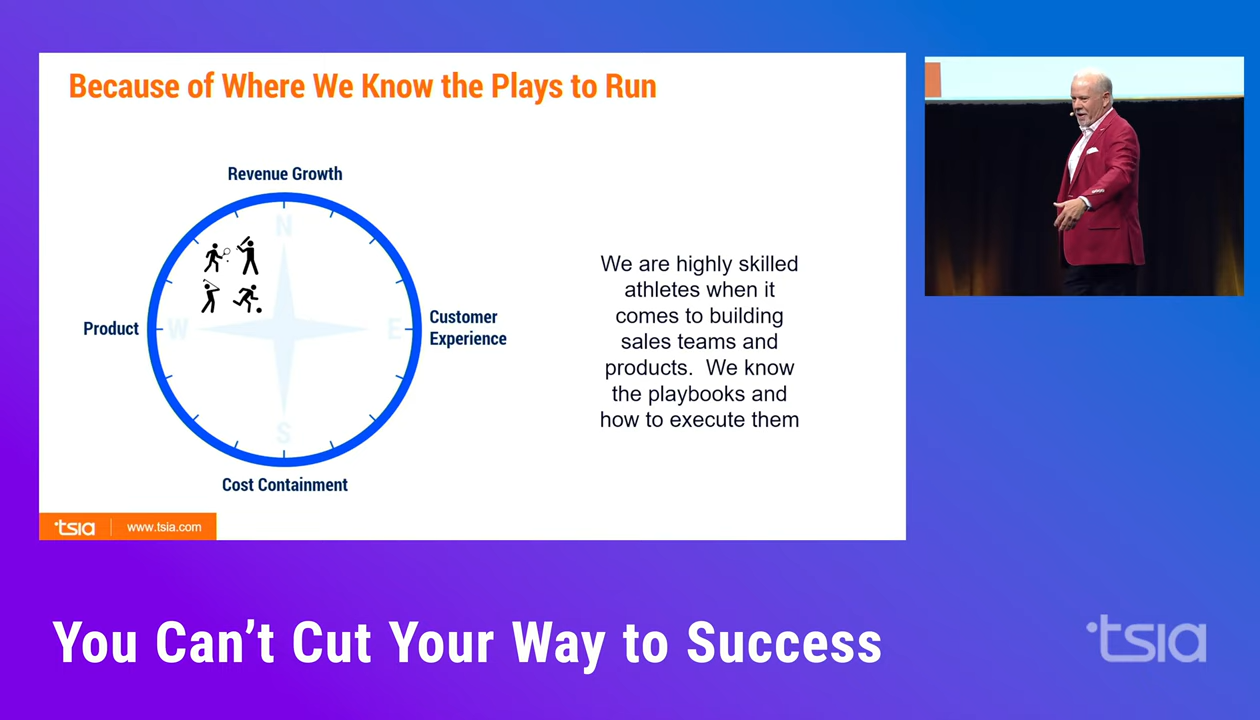 Because of Where We Know the Plays to Run
Revenue Growth
N
Product
W
E
Customer
Experience
S
Cost Containment
We are highly skilled
athletes when it
comes to building
sales teams and
products.  We know
the playbooks and
how to execute them
tsia
www.tsia.com
You Can’t Cut Your Way to Success
tsia